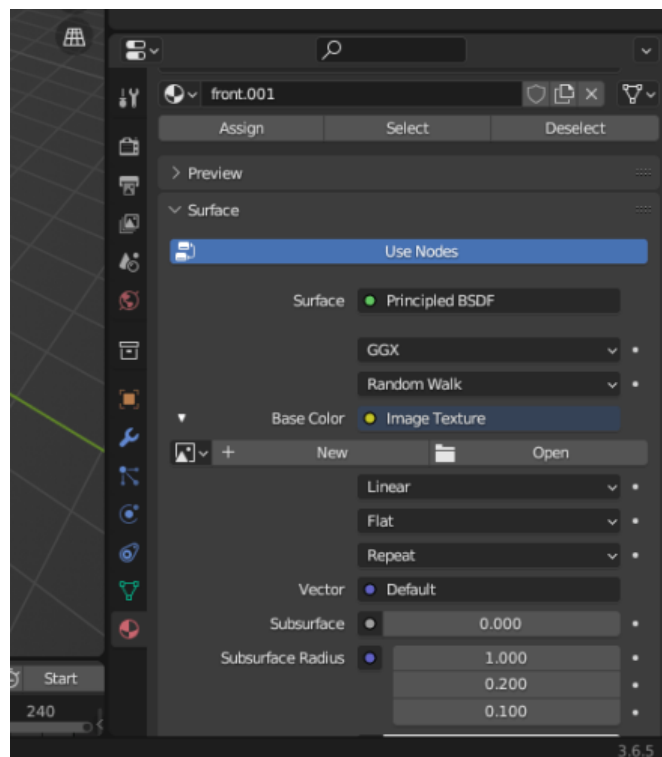 front.001
Assign Select Deselect
Preview
Surface
Use Nodes
Surface Principled BSDF
GGX
Random Walk
Base Color Image Texture
New Open
Linear
Flat
Repeat
Vector Default
Subsurface 0.000
Subsurface Radius 1.000
Start 0.200
240 0.100
3.6.5